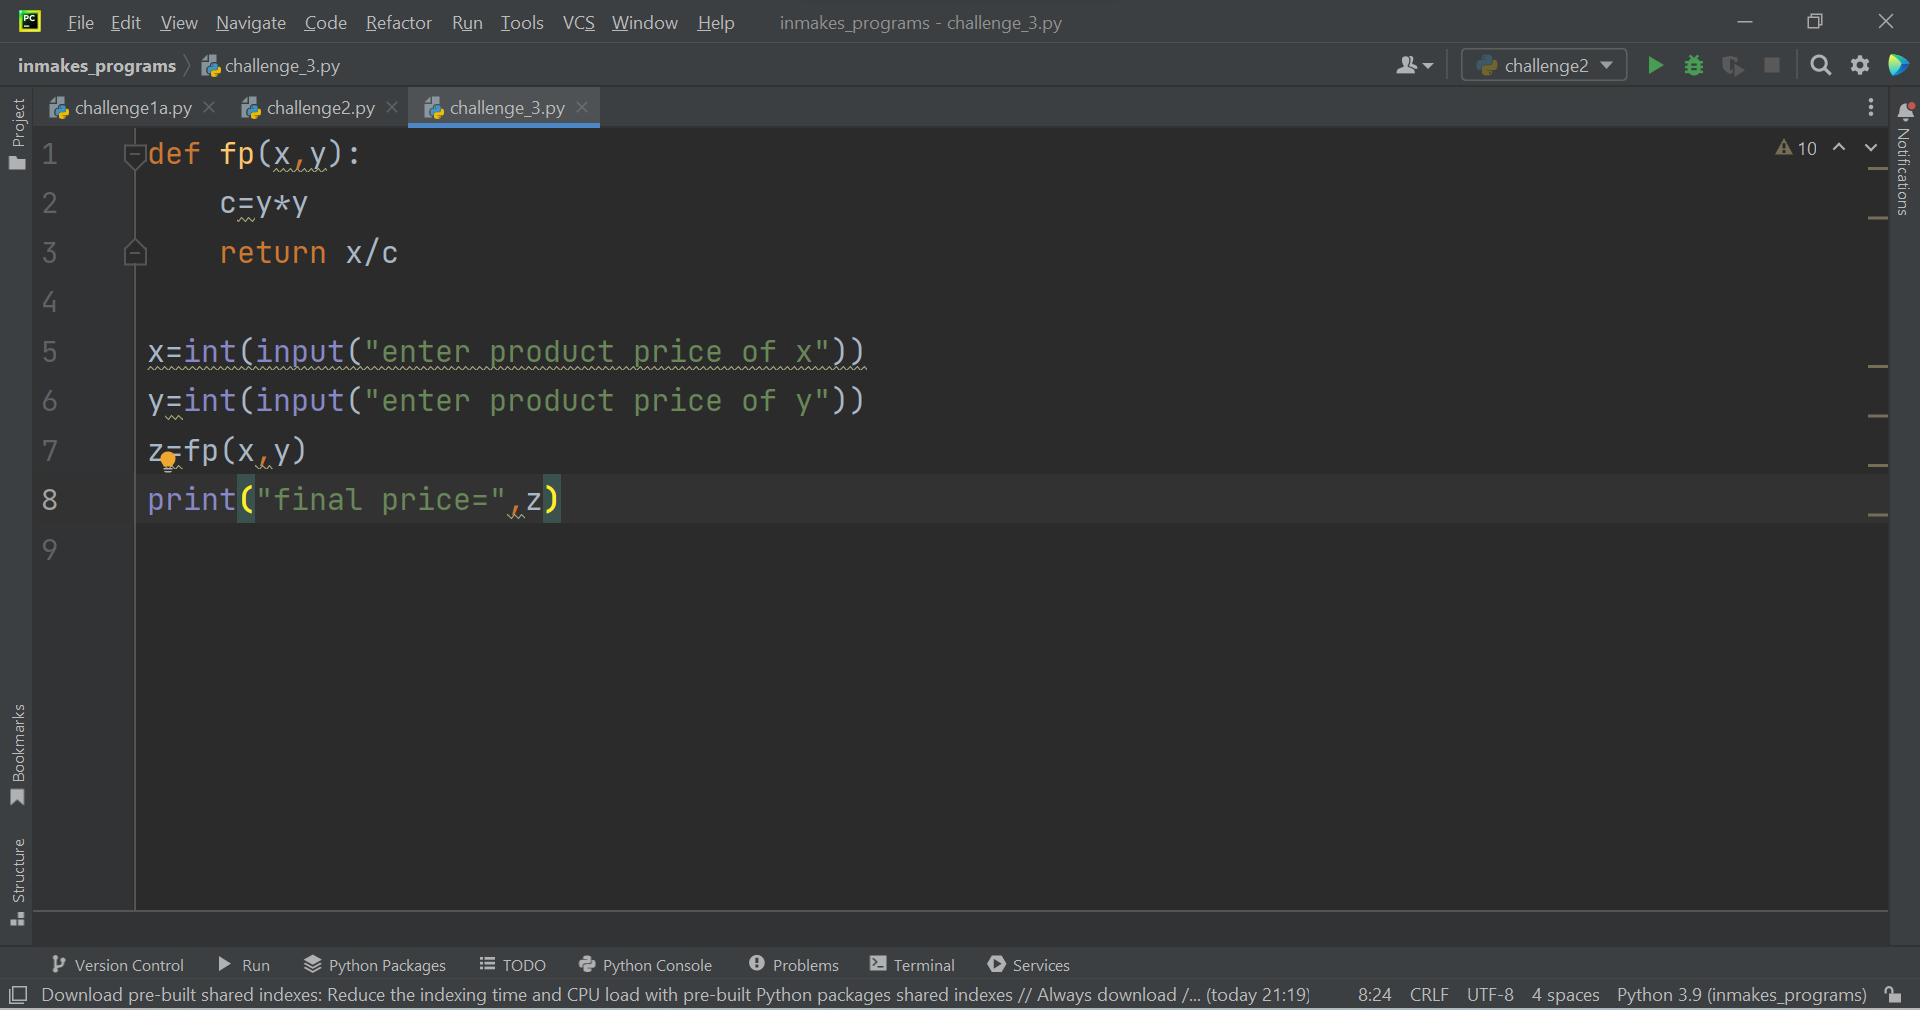 PC File Edit View Navigate Code Refactor Run Tools VCS Window Help inmakes_programs - challenge_3.py
inmakes_programs challenge_3.py challenge2
Project
challenge1a.py challenge2.py challenge_3.py
Notifications
10
1 def fp(x,y):
2 c=y*y
3 return x/c
4
5 x=int(input("enter product price of x"))
6 y=int(input("enter product price of y"))
7 z=fp(x,y)
8 print("final price=",z)
9
Bookmarks
Structure
Version Control Run Python Packages TODO Python Console Problems Terminal Services
Download pre-built shared indexes: Reduce the indexing time and CPU load with pre-built Python packages shared indexes // Always download /... (today 21:19) 8:24 CRLF UTF-8 4 spaces Python 3.9 (inmakes_programs)